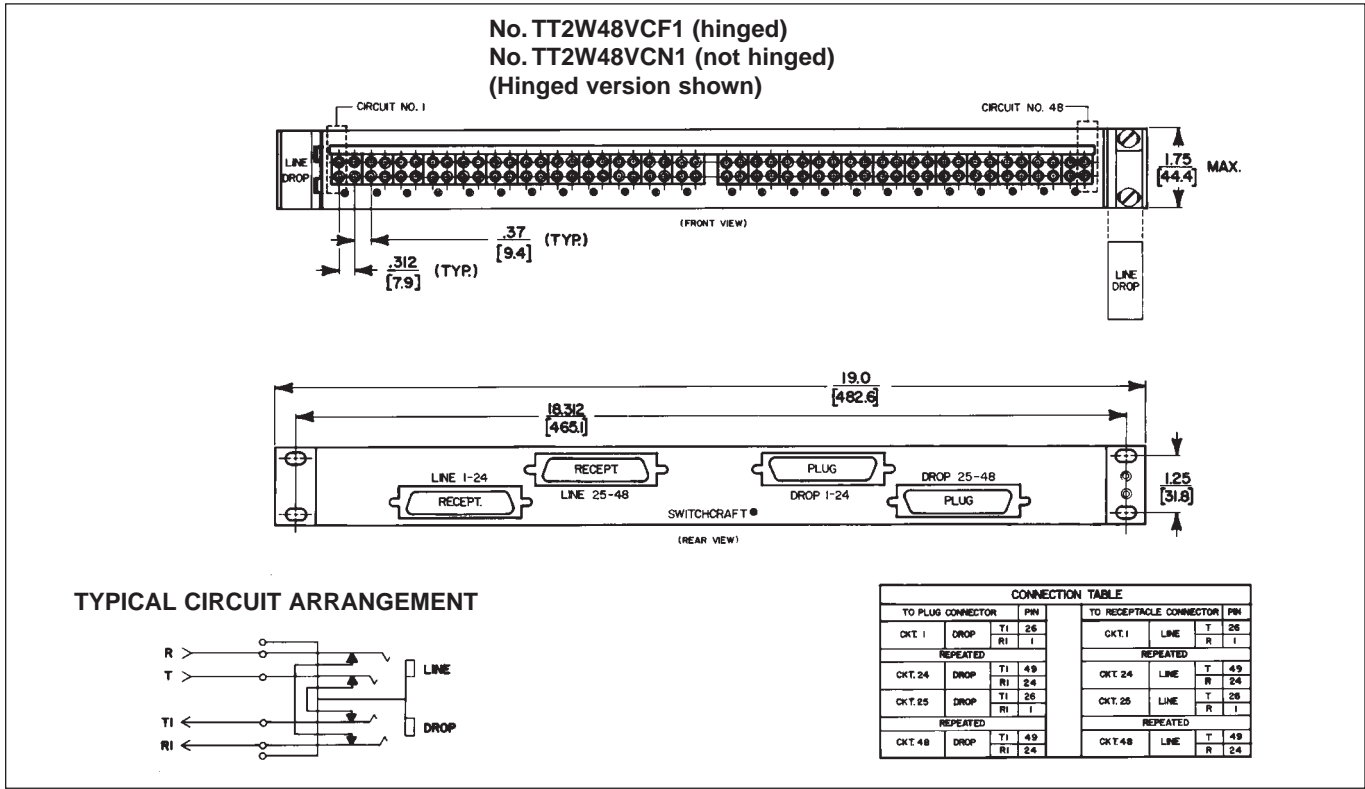 No. TT2W48VCF1 (hinged)
No. TT2W48VCN1 (not hinged)
(Hinged version shown)
CIRCUIT NO. 1
CIRCUIT NO. 48
LINE
DROP
1.75
[44.4]
MAX.
(FRONT VIEW)
.37
[9.4]
(TYP.)
.312
[7.9]
(TYP.)
LINE
DROP
19.0
[482.6]
18.312
[465.1]
LINE 1-24
RECEPT.
RECEPT
LINE 25-48
PLUG
DROP 1-24
DROP 25-48
PLUG
SWITCHCRAFT
1.25
[31.8]
(REAR VIEW)
TYPICAL CIRCUIT ARRANGEMENT
R
T
T1
R1
LINE
DROP
CONNECTION TABLE
TO PLUG CONNECTOR PIN TO RECEPTACLE CONNECTOR PIN
CKT. 1 DROP T1 26 CKT. 1 LINE T 26
R1 1 R 1
REPEATED REPEATED
CKT. 24 DROP T1 49 CKT. 24 LINE T 49
R1 24 R 24
CKT. 25 DROP T1 26 CKT. 25 LINE T 26
R1 1 R 1
REPEATED REPEATED
CKT. 48 DROP T1 49 CKT. 48 LINE T 49
R1 24 R 24